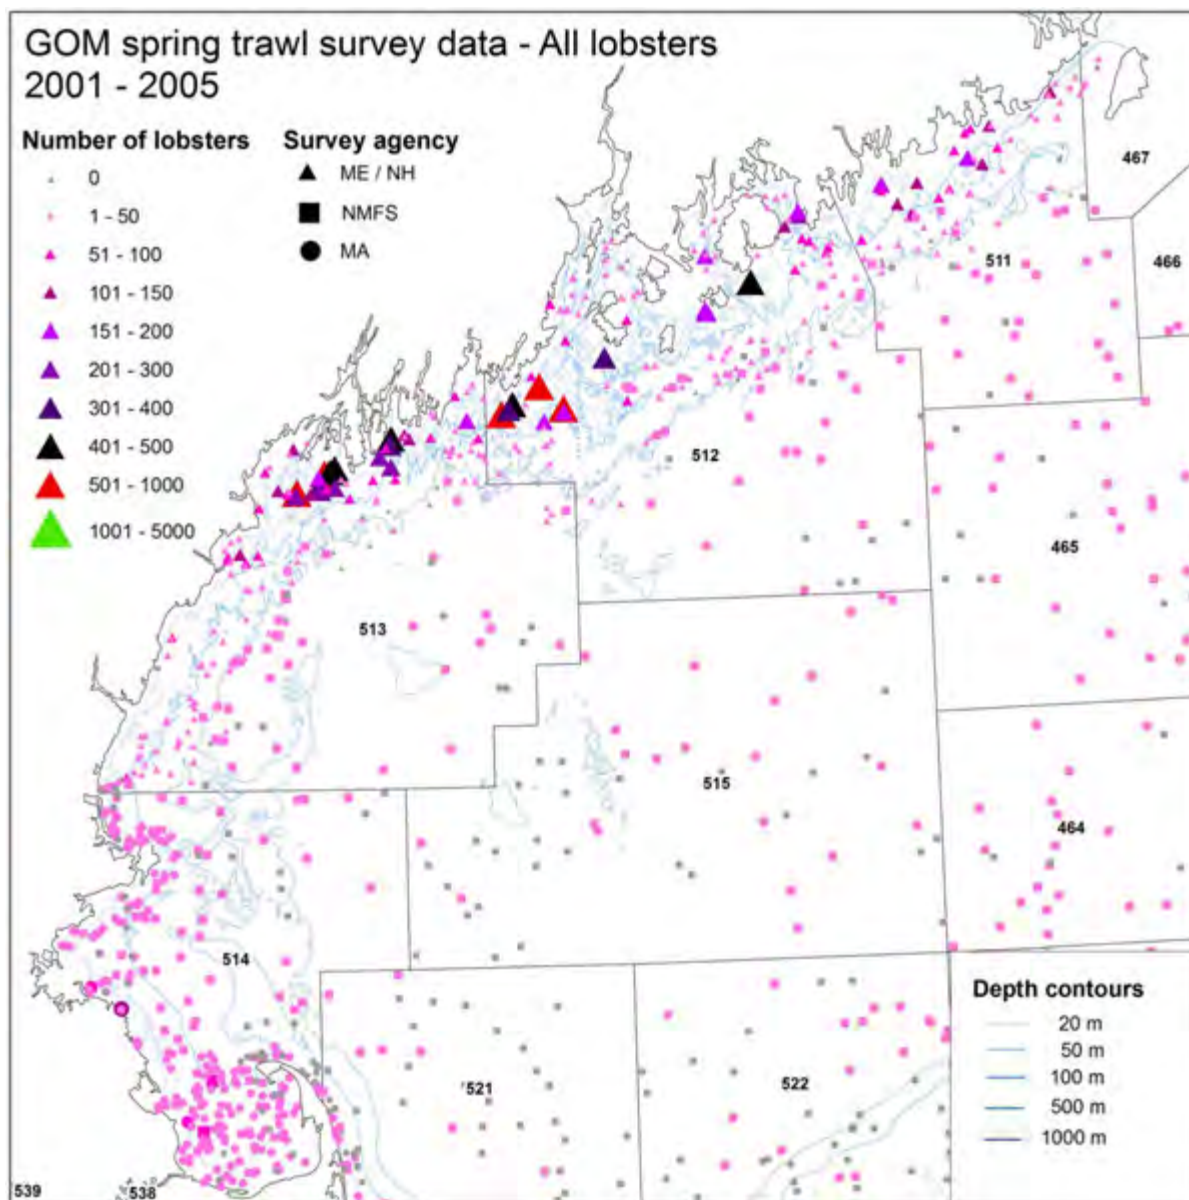 GOM spring trawl survey data - All lobsters
2001 - 2005
Number of lobsters
0
1 - 50
51 - 100
101 - 150
151 - 200
201 - 300
301 - 400
401 - 500
501 - 1000
1001 - 5000
Survey agency
ME / NH
NMFS
MA
467
466
511
512
465
513
515
464
514
521
522
539
538
Depth contours
20 m
50 m
100 m
500 m
1000 m